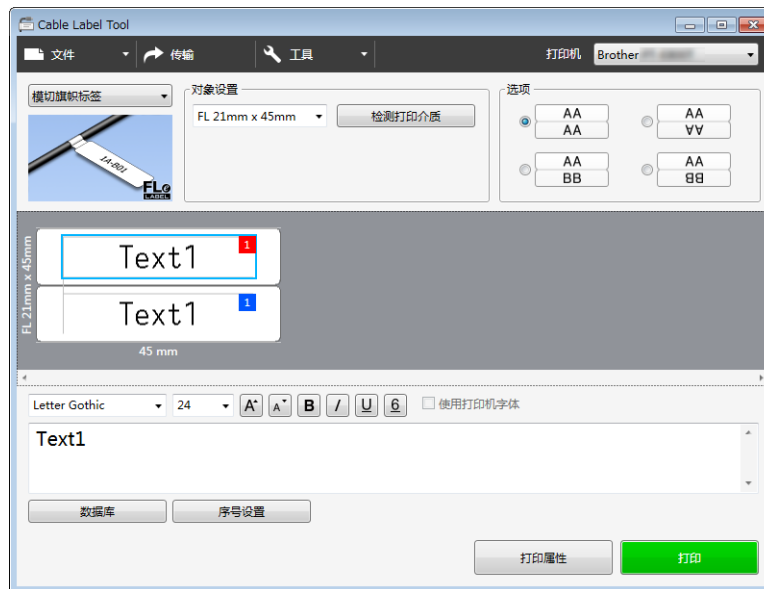 Cable Label Tool
文件 传输 工具 打印机 Brother
模切旗帜标签
1A-B01
FLe
LABEL
对象设置
FL 21mm x 45mm 检测打印介质
选项
AA AA
AA ∀∀
AA AA
BB BB
FL 21mm x 45mm
Text1 1
Text1 1
45 mm
Letter Gothic 24 A A B I U 6 使用打印机字体
Text1
数据库 序号设置
打印属性 打印